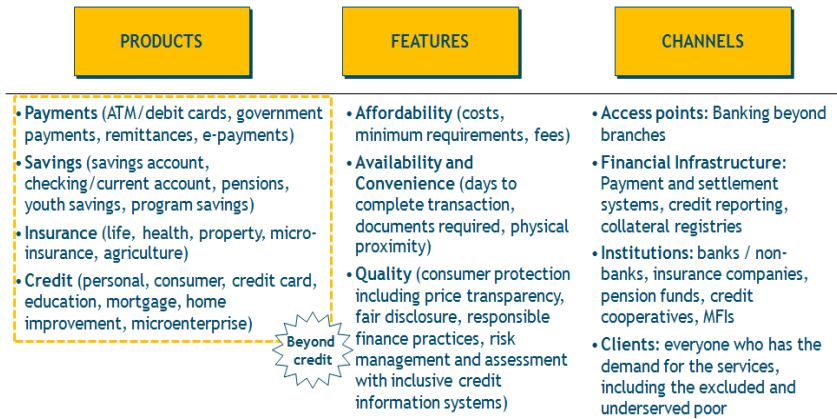 PRODUCTS
• Payments (ATM/debit cards, government
payments, remittances, e-payments)
• Savings (savings account,
checking/current account, pensions,
youth savings, program savings)
• Insurance (life, health, property, micro-
insurance, agriculture)
• Credit (personal, consumer, credit card,
education, mortgage, home
improvement, microenterprise)
Beyond
credit
FEATURES
• Affordability (costs,
minimum requirements, fees)
• Availability and
Convenience (days to
complete transaction,
documents required, physical
proximity)
• Quality (consumer protection
including price transparency,
fair disclosure, responsible
finance practices, risk
management and assessment
with inclusive credit
information systems)
CHANNELS
• Access points: Banking beyond
branches
• Financial Infrastructure:
Payment and settlement
systems, credit reporting,
collateral registries
• Institutions: banks / non-
banks, insurance companies,
pension funds, credit
cooperatives, MFIs
• Clients: everyone who has the
demand for the services,
including the excluded and
underserved poor